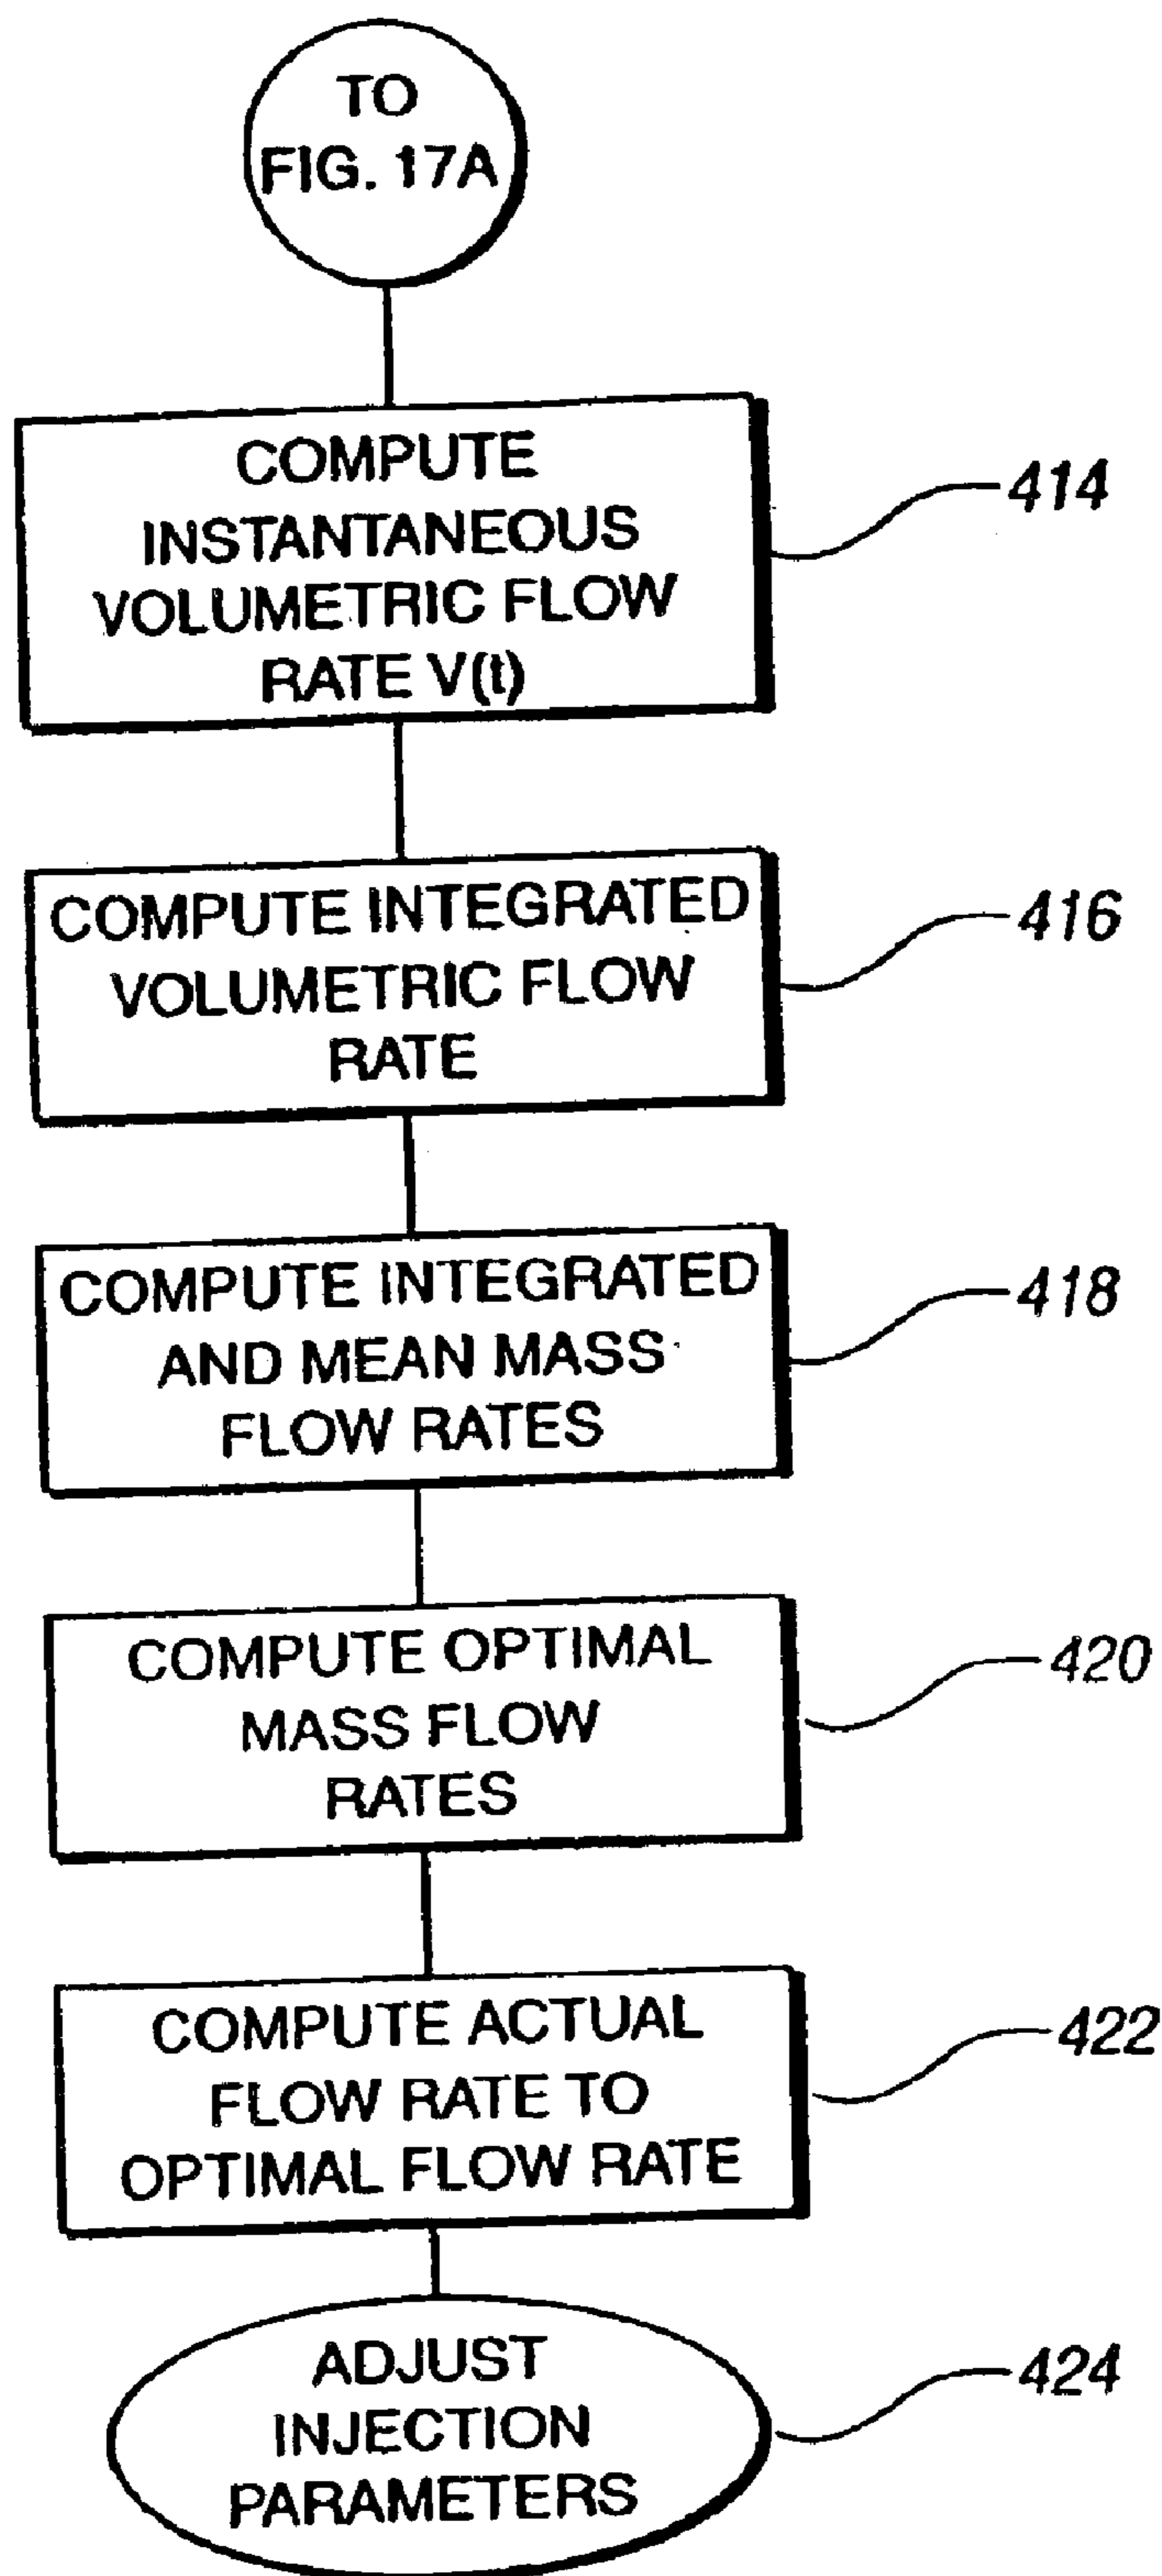 TO
FIG. 17A
COMPUTE
INSTANTANEOUS
VOLUMETRIC FLOW
RATE V(t)
414
COMPUTE INTEGRATED
VOLUMETRIC FLOW
RATE
416
COMPUTE INTEGRATED
AND MEAN MASS
FLOW RATES
418
COMPUTE OPTIMAL
MASS FLOW
RATES
420
COMPUTE ACTUAL
FLOW RATE TO
OPTIMAL FLOW RATE
422
ADJUST
INJECTION
PARAMETERS
424